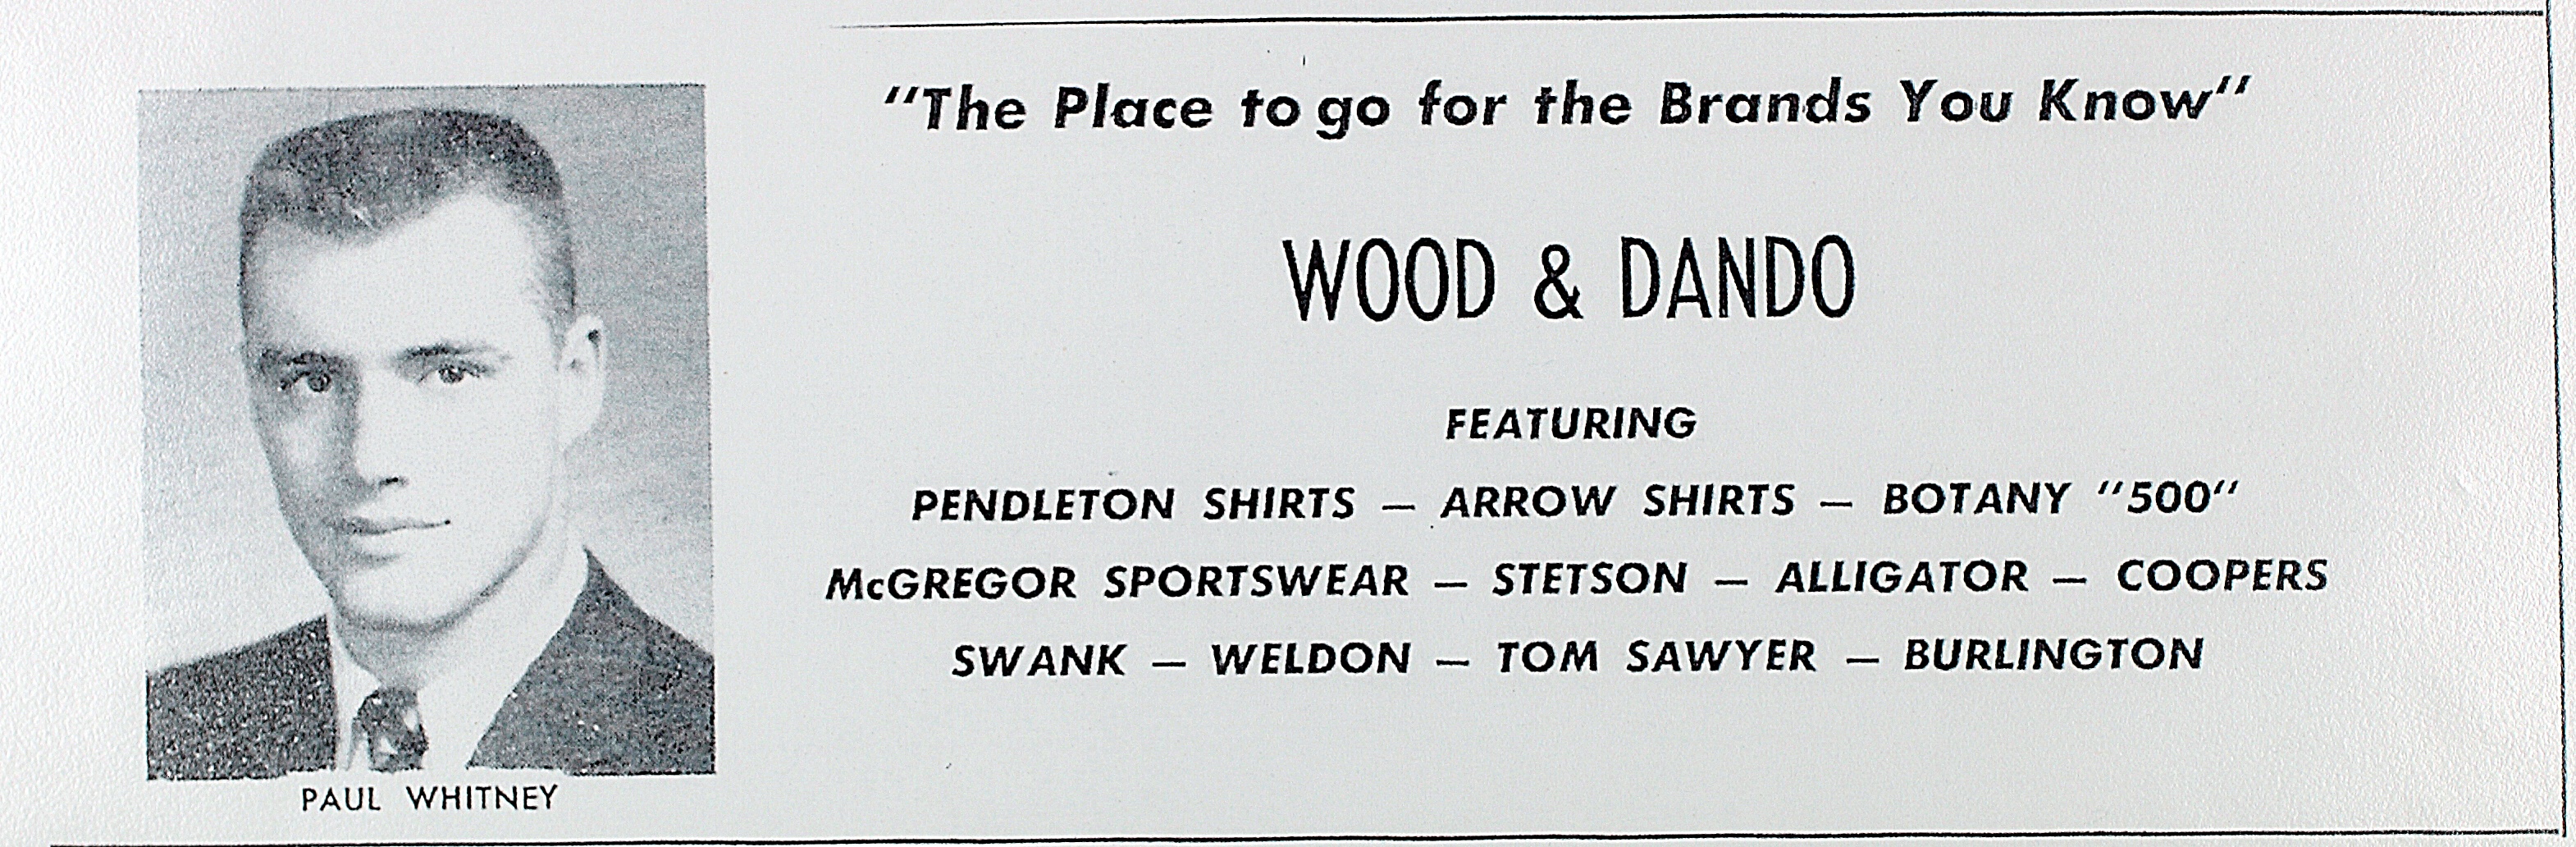 "The Place to go for the Brands You Know"
WOOD & DANDO
FEATURING
PENDLETON SHIRTS — ARROW SHIRTS — BOTANY "500"
McGREGOR SPORTSWEAR — STETSON — ALLIGATOR — COOPERS
SWANK — WELDON — TOM SAWYER — BURLINGTON
PAUL WHITNEY